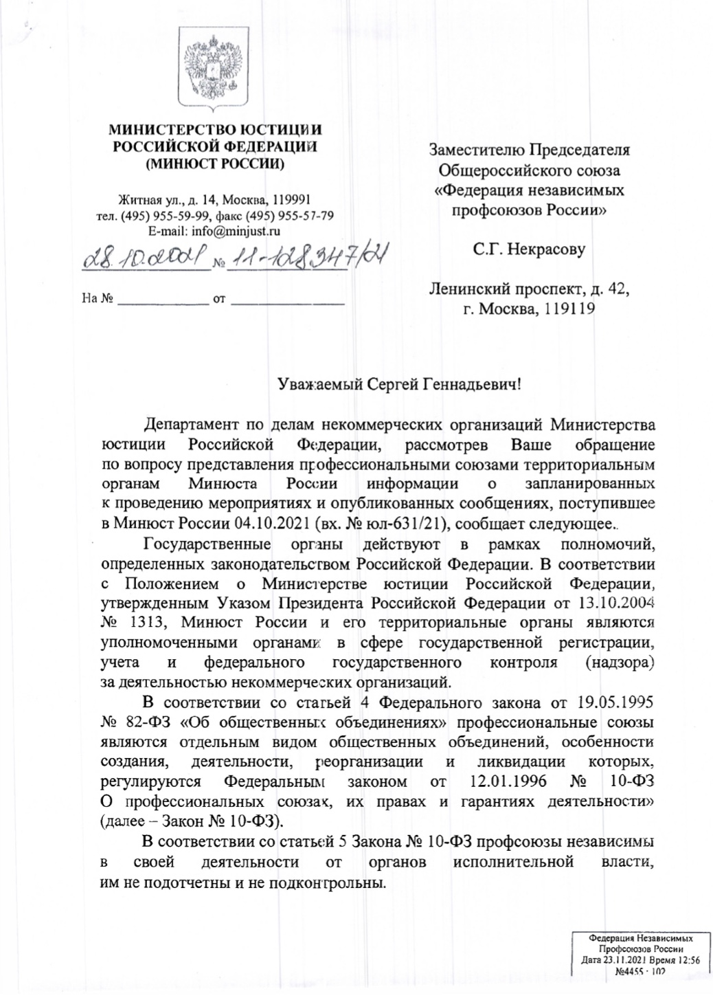 МИНИСТЕРСТВО ЮСТИЦИИ
РОССИЙСКОЙ ФЕДЕРАЦИИ
(МИНЮСТ РОССИИ)
Житная ул., д. 14, Москва, 119991
тел. (495) 955-59-99, факс (495) 955-57-79
E-mail: info@minjust.ru
28.10.2021 № 11-128347/21
На № от
Заместителю Председателя
Общероссийского союза
«Федерация независимых
профсоюзов России»
С.Г. Некрасову
Ленинский проспект, д. 42,
г. Москва, 119119
Уважаемый Сергей Геннадьевич!
Департамент по делам некоммерческих организаций Министерства
юстиции Российской Федерации, рассмотрев Ваше обращение
по вопросу представления профессиональными союзами территориальным
органам Минюста России информации о запланированных
к проведению мероприятиях и опубликованных сообщениях, поступившее
в Минюст России 04.10.2021 (вх. № юл-631/21), сообщает следующее.
Государственные органы действуют в рамках полномочий,
определенных законодательством Российской Федерации. В соответствии
с Положением о Министерстве юстиции Российской Федерации,
утвержденным Указом Президента Российской Федерации от 13.10.2004
№ 1313, Минюст России и его территориальные органы являются
уполномоченными органами в сфере государственной регистрации,
учета и федерального государственного контроля (надзора)
за деятельностью некоммерческих организаций.
В соответствии со статьей 4 Федерального закона от 19.05.1995
№ 82-ФЗ «Об общественных объединениях» профессиональные союзы
являются отдельным видом общественных объединений, особенности
создания, деятельности, реорганизации и ликвидации которых,
регулируются Федеральным законом от 12.01.1996 № 10-ФЗ
О профессиональных союзах, их правах и гарантиях деятельности»
(далее – Закон № 10-ФЗ).
В соответствии со статьей 5 Закона № 10-ФЗ профсоюзы независимы
в своей деятельности от органов исполнительной власти,
им не подотчетны и не подконтрольны.
Федерация Независимых
Профсоюзов России
Дата 23.11.2021 Время 12:56
№4455 · 102